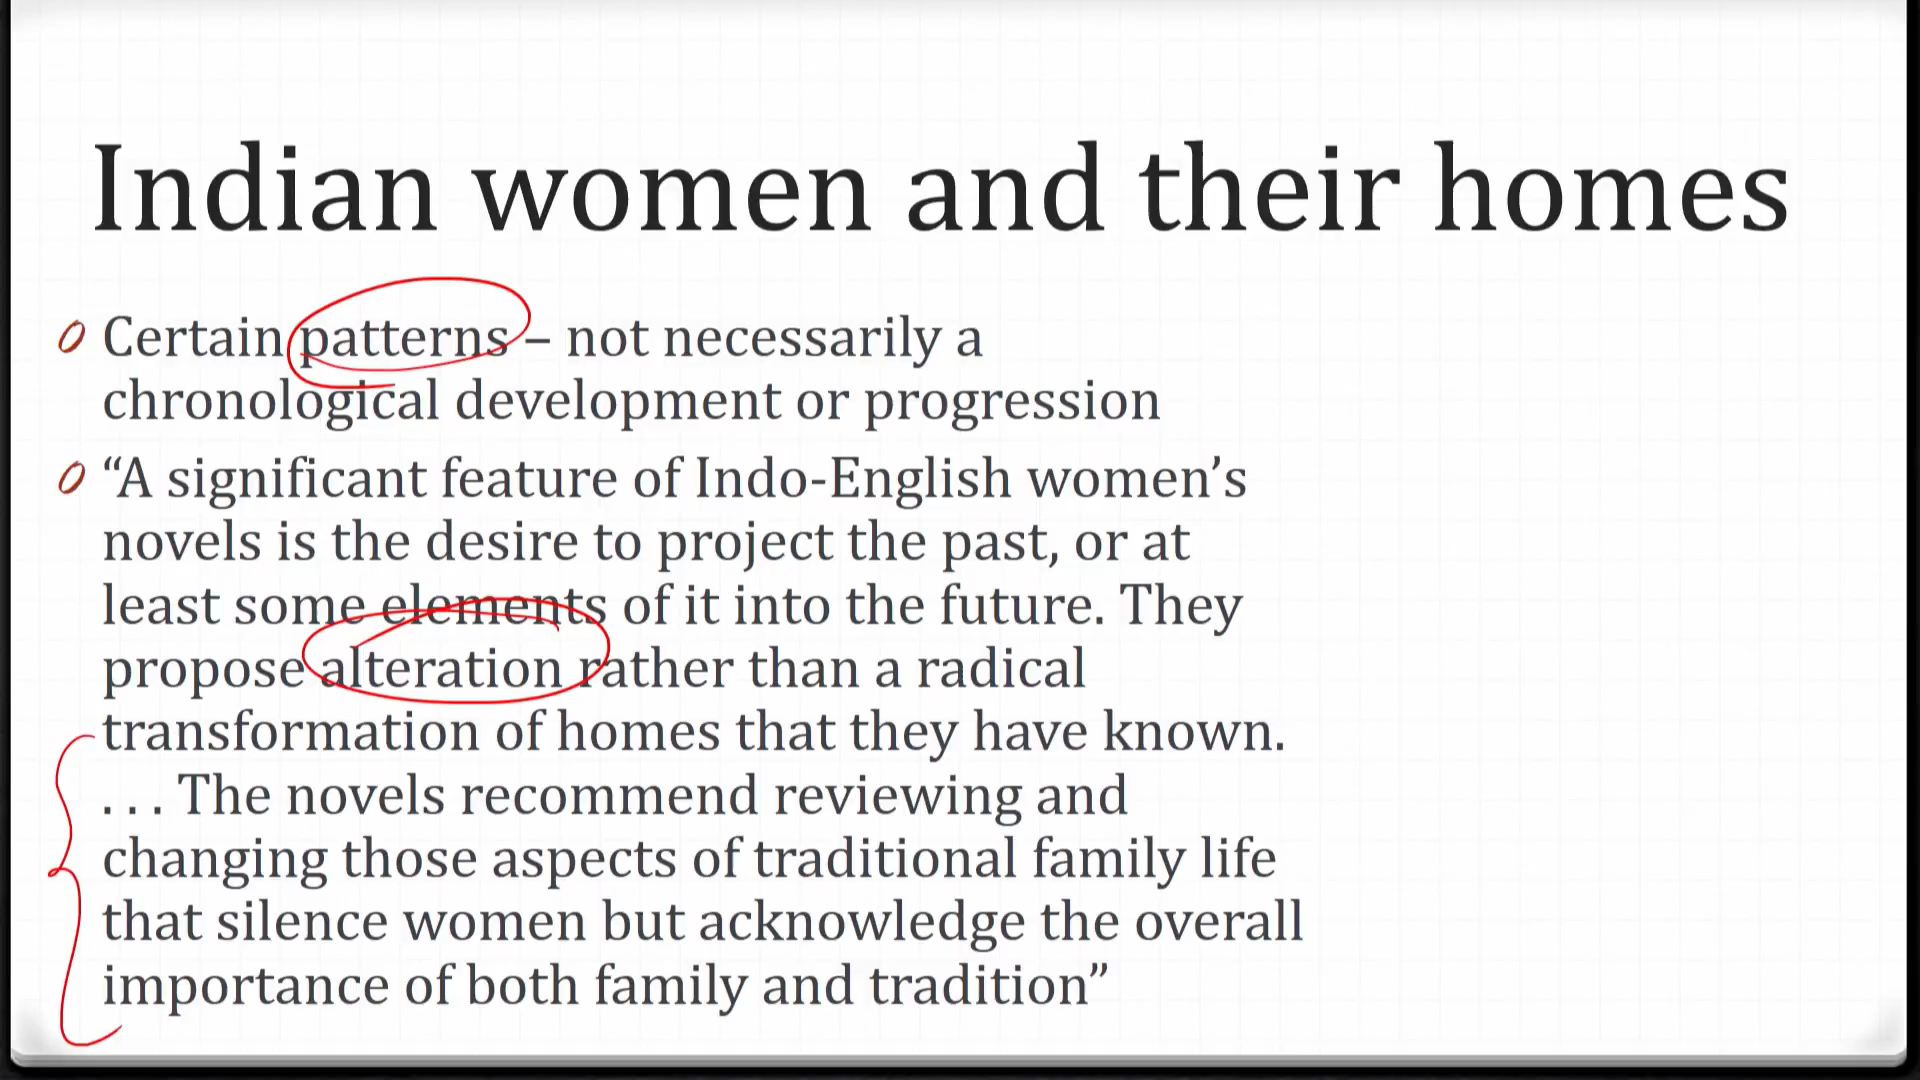 Indian women and their homes
Certain patterns – not necessarily a
chronological development or progression
“A significant feature of Indo-English women’s
novels is the desire to project the past, or at
least some elements of it into the future. They
propose alteration rather than a radical
transformation of homes that they have known.
. . . The novels recommend reviewing and
changing those aspects of traditional family life
that silence women but acknowledge the overall
importance of both family and tradition”